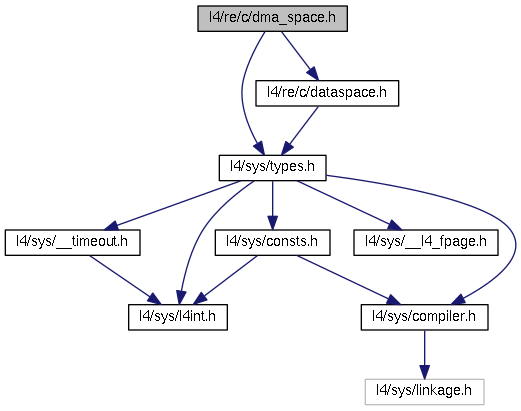 l4/re/c/dma_space.h
l4/re/c/dataspace.h
l4/sys/types.h
l4/sys/__timeout.h
l4/sys/consts.h
l4/sys/__l4_fpage.h
l4/sys/l4int.h
l4/sys/compiler.h
l4/sys/linkage.h